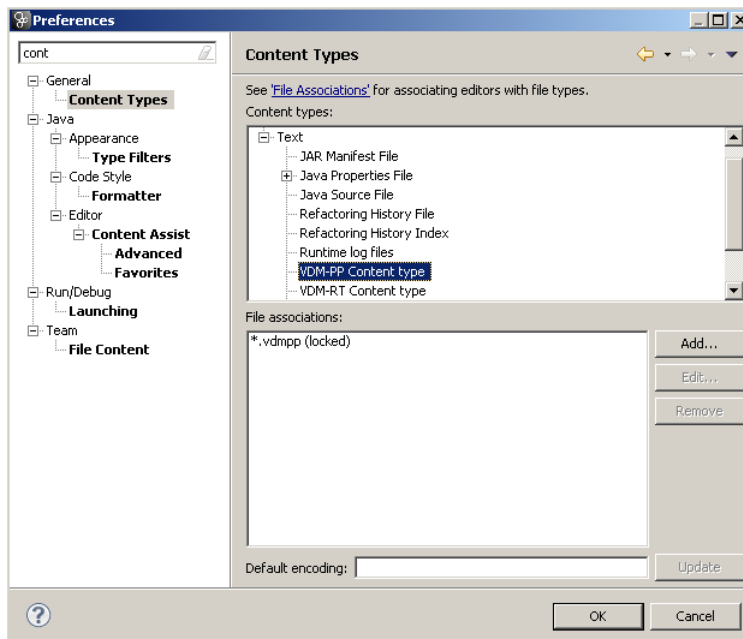 Preferences
cont
General
Content Types
Java
Appearance
Type Filters
Code Style
Formatter
Editor
Content Assist
Advanced
Favorites
Run/Debug
Launching
Team
File Content
Content Types
See 'File Associations' for associating editors with file types.
Content types:
Text
JAR Manifest File
Java Properties File
Java Source File
Refactoring History File
Refactoring History Index
Runtime log files
VDM-PP Content type
VDM-RT Content type
File associations:
*.vdmpp (locked)
Add...
Edit...
Remove
Default encoding:
Update
?
OK
Cancel